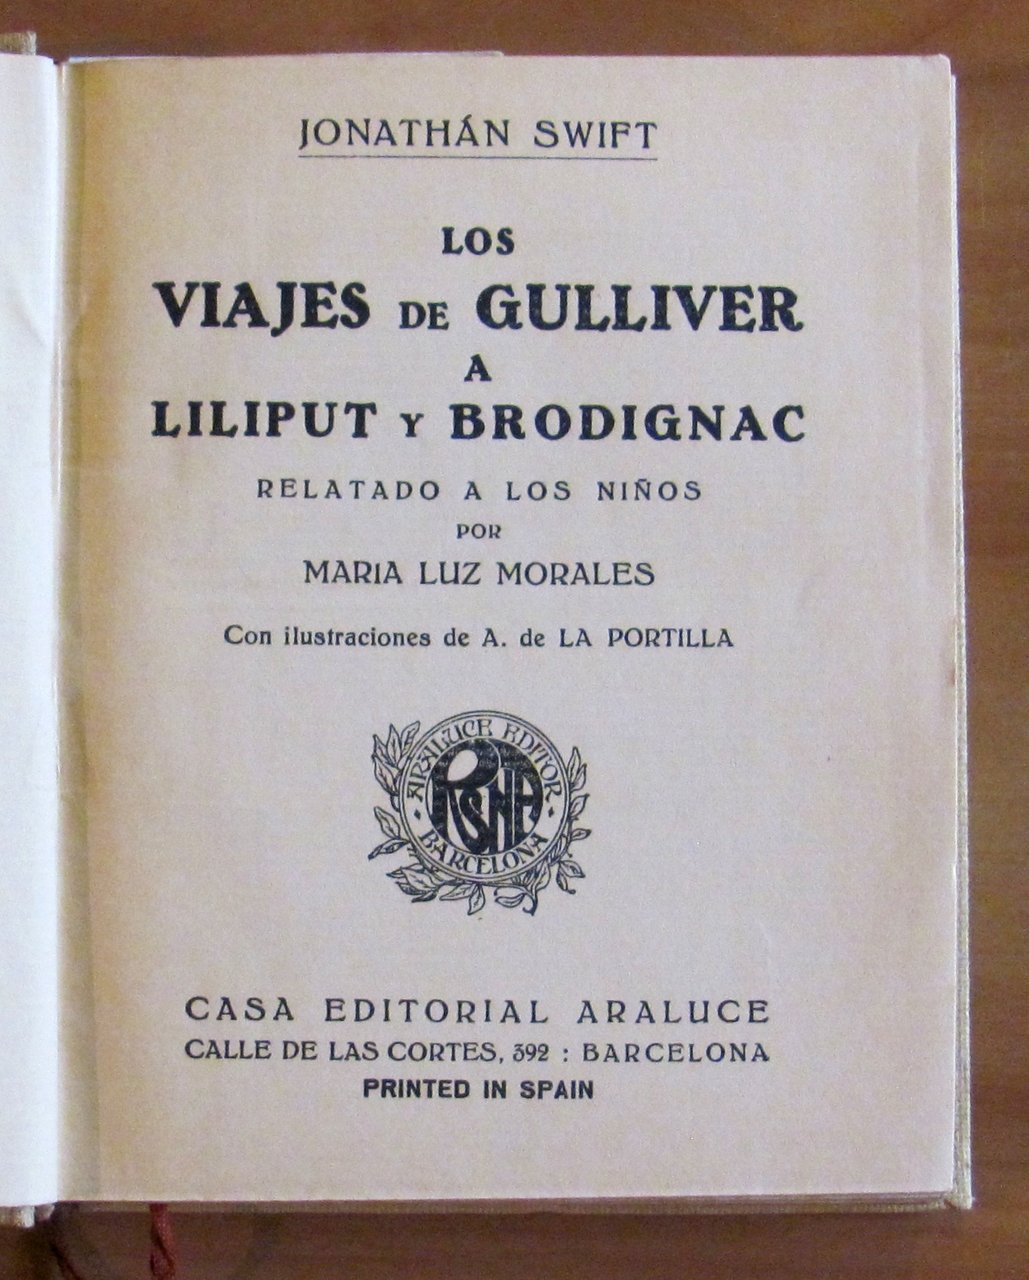 JONATHÁN SWIFT
LOS
VIAJES DE GULLIVER
A
LILIPUT Y BRODIGNAC
RELATADO A LOS NIÑOS
POR
MARIA LUZ MORALES
Con ilustraciones de A. de LA PORTILLA
ARALUCE EDITOR
BARCELONA
CASA EDITORIAL ARALUCE
CALLE DE LAS CORTES, 392 : BARCELONA
PRINTED IN SPAIN